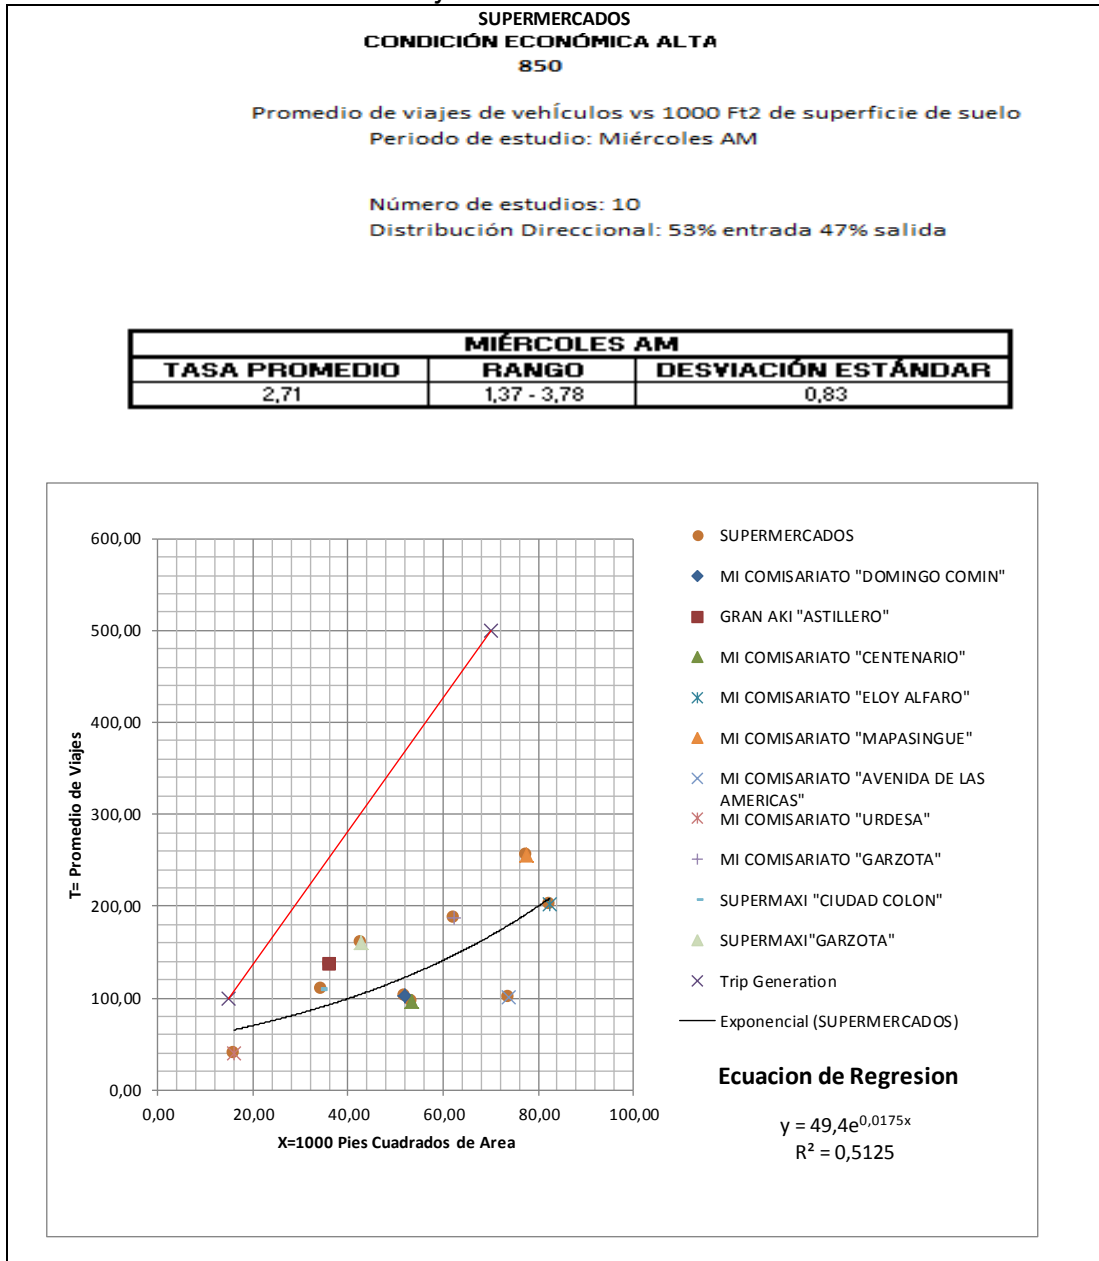 SUPERMERCADOS
CONDICIÓN ECONÓMICA ALTA
850
Promedio de viajes de vehículos vs 1000 Ft2 de superficie de suelo
Periodo de estudio: Miércoles AM
Número de estudios: 10
Distribución Direccional: 53% entrada 47% salida
MIÉRCOLES AM
TASA PROMEDIO RANGO DESVIACIÓN ESTÁNDAR
2,71 1,37 - 3,78 0,83
600,00
500,00
400,00
300,00
200,00
100,00
0,00
T= Promedio de Viajes
0,00 20,00 40,00 60,00 80,00 100,00
X=1000 Pies Cuadrados de Area
SUPERMERCADOS
MI COMISARIATO "DOMINGO COMIN"
GRAN AKI "ASTILLERO"
MI COMISARIATO "CENTENARIO"
MI COMISARIATO "ELOY ALFARO"
MI COMISARIATO "MAPASINGUE"
MI COMISARIATO "AVENIDA DE LAS
AMERICAS"
MI COMISARIATO "URDESA"
MI COMISARIATO "GARZOTA"
SUPERMAXI "CIUDAD COLON"
SUPERMAXI"GARZOTA"
Trip Generation
Exponencial (SUPERMERCADOS)
Ecuacion de Regresion
y = 49,4e^0,0175x
R² = 0,5125